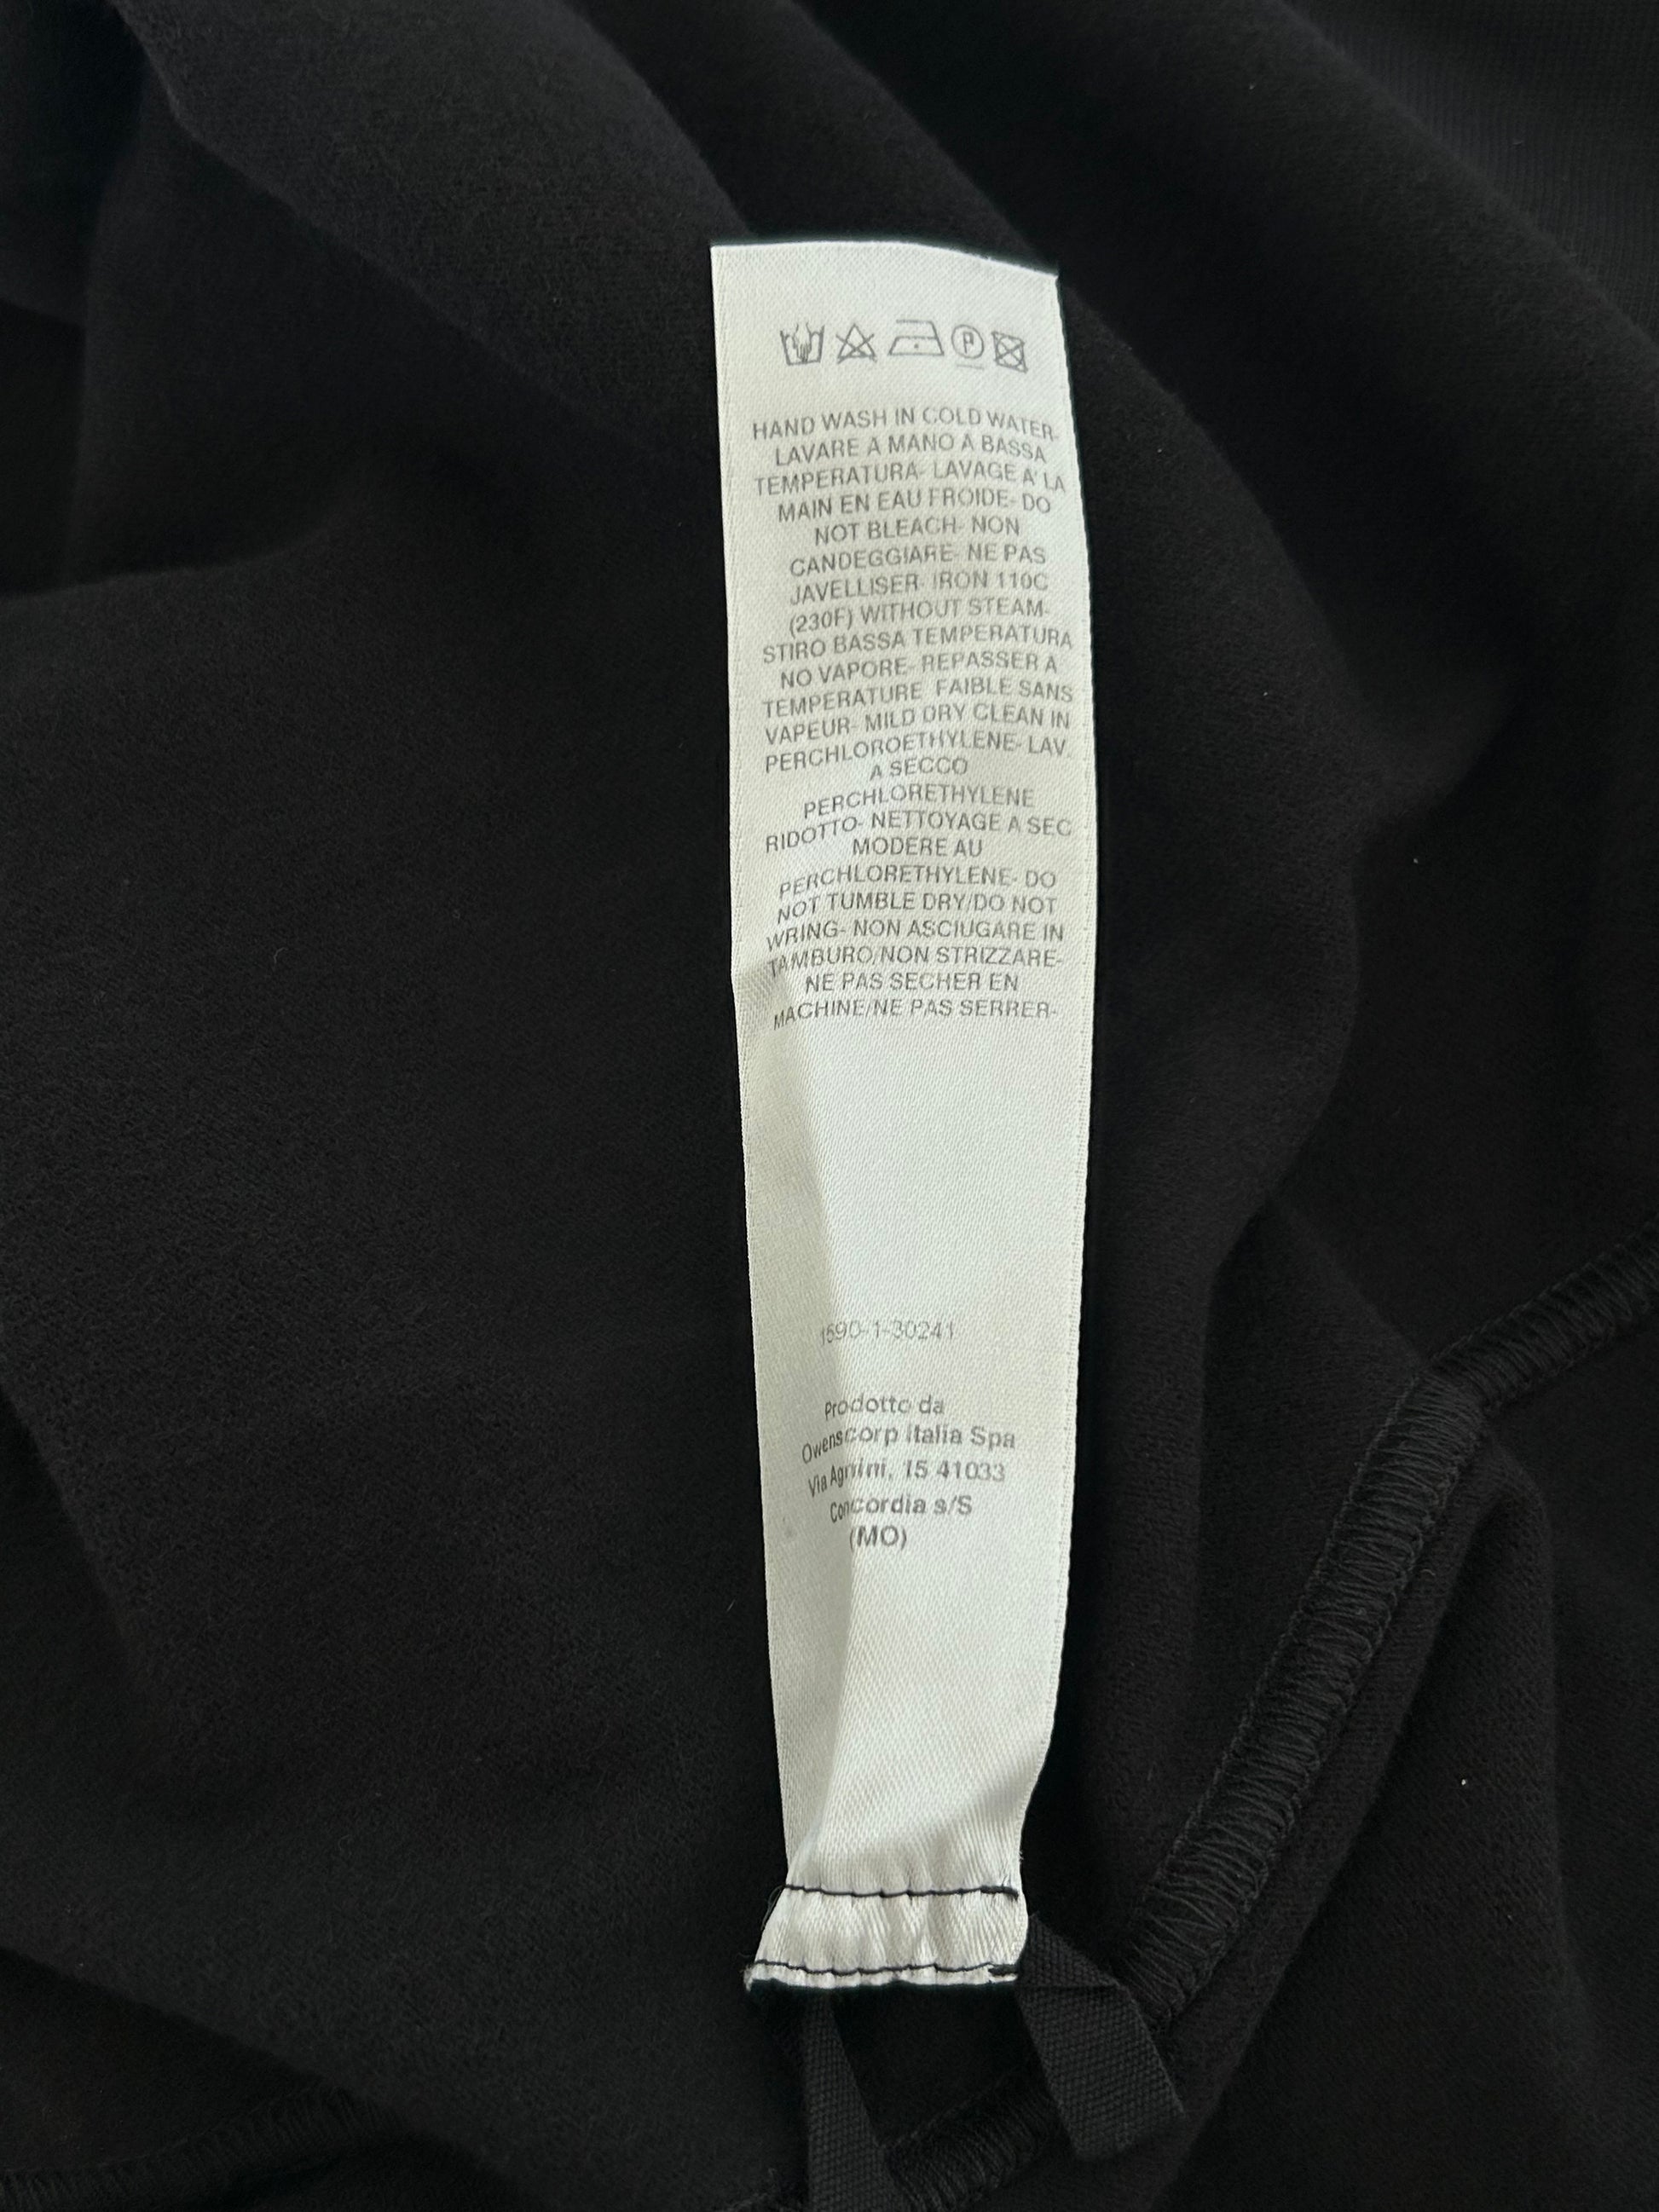 HAND WASH IN COLD WATER-
LAVARE A MANO A BASSA
TEMPERATURA- LAVAGE A' LA
MAIN EN EAU FROIDE- DO
NOT BLEACH- NON
CANDEGGIARE- NE PAS
JAVELLISER- IRON 110C
(230F) WITHOUT STEAM-
STIRO BASSA TEMPERATURA
NO VAPORE- REPASSER A
TEMPERATURE FAIBLE SANS
VAPEUR- MILD DRY CLEAN IN
PERCHLOROETHYLENE- LAV.
A SECCO
PERCHLORETHYLENE
RIDOTTO- NETTOYAGE A SEC
MODERE AU
PERCHLORETHYLENE- DO
NOT TUMBLE DRY/DO NOT
WRING- NON ASCIUGARE IN
TAMBURO/NON STRIZZARE-
NE PAS SECHER EN
MACHINE/NE PAS SERRER-
1590-1-30241
Prodotto da
Owenscorp Italia Spa
Via Agnini, 15 41033
Concordia s/S
(MO)